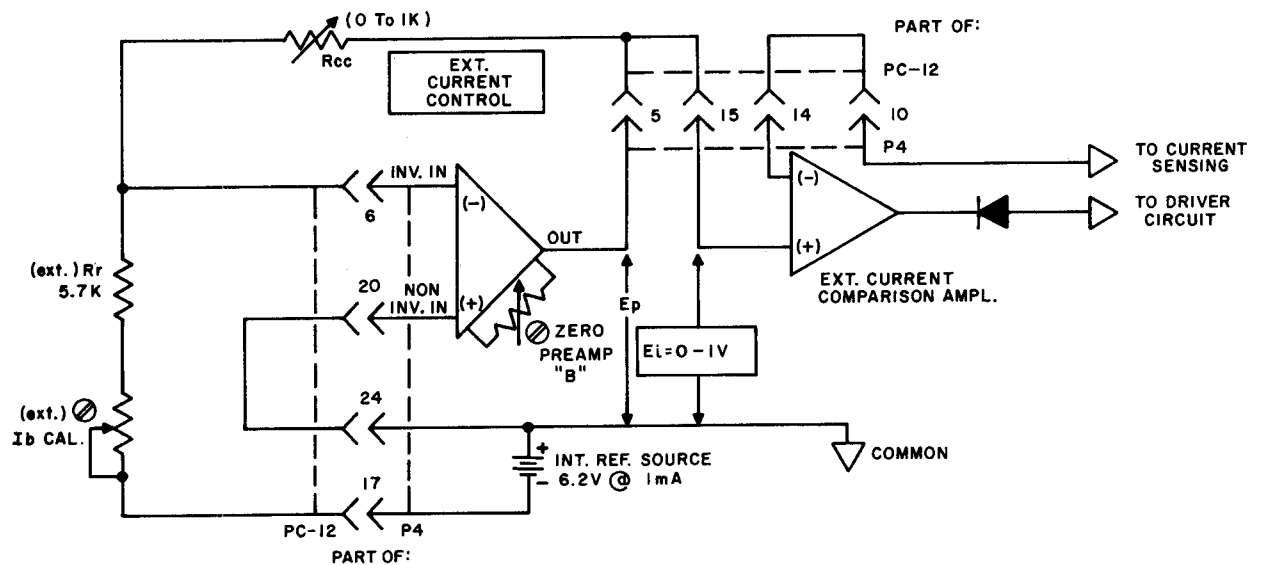 (0 To 1K)
PART OF:
Rcc
EXT.
CURRENT
CONTROL
PC-12
5
15
14
10
P4
TO CURRENT
SENSING
INV. IN
(-)
6
(-)
TO DRIVER
CIRCUIT
OUT
(+)
(ext.) Rr
5.7K
20
NON
INV. IN
(+)
EXT. CURRENT
COMPARISON AMPL.
Ep
ZERO
PREAMP
"B"
Ei=0-1V
24
(ext.)
Ib CAL.
+
INT. REF. SOURCE
6.2V @ 1mA
-
COMMON
17
PC-12
P4
PART OF: